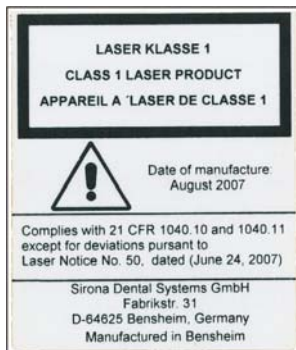 LASER KLASSE 1
CLASS 1 LASER PRODUCT
APPAREIL A ´LASER DE CLASSE 1
Date of manufacture:
August 2007
Complies with 21 CFR 1040.10 and 1040.11
except for deviations pursant to
Laser Notice No. 50, dated (June 24, 2007)
Sirona Dental Systems GmbH
Fabrikstr. 31
D-64625 Bensheim, Germany
Manufactured in Bensheim